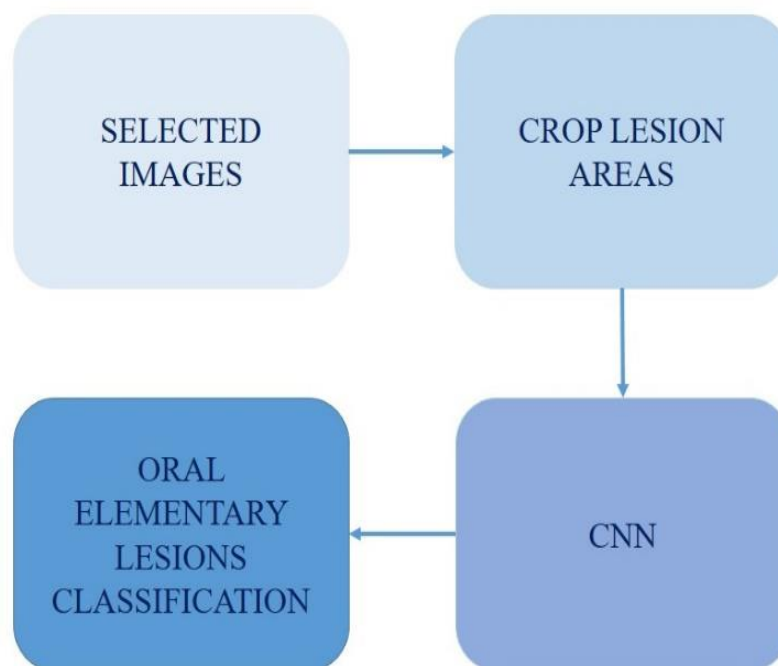 SELECTED
IMAGES
CROP LESION
AREAS
CNN
ORAL
ELEMENTARY
LESIONS
CLASSIFICATION